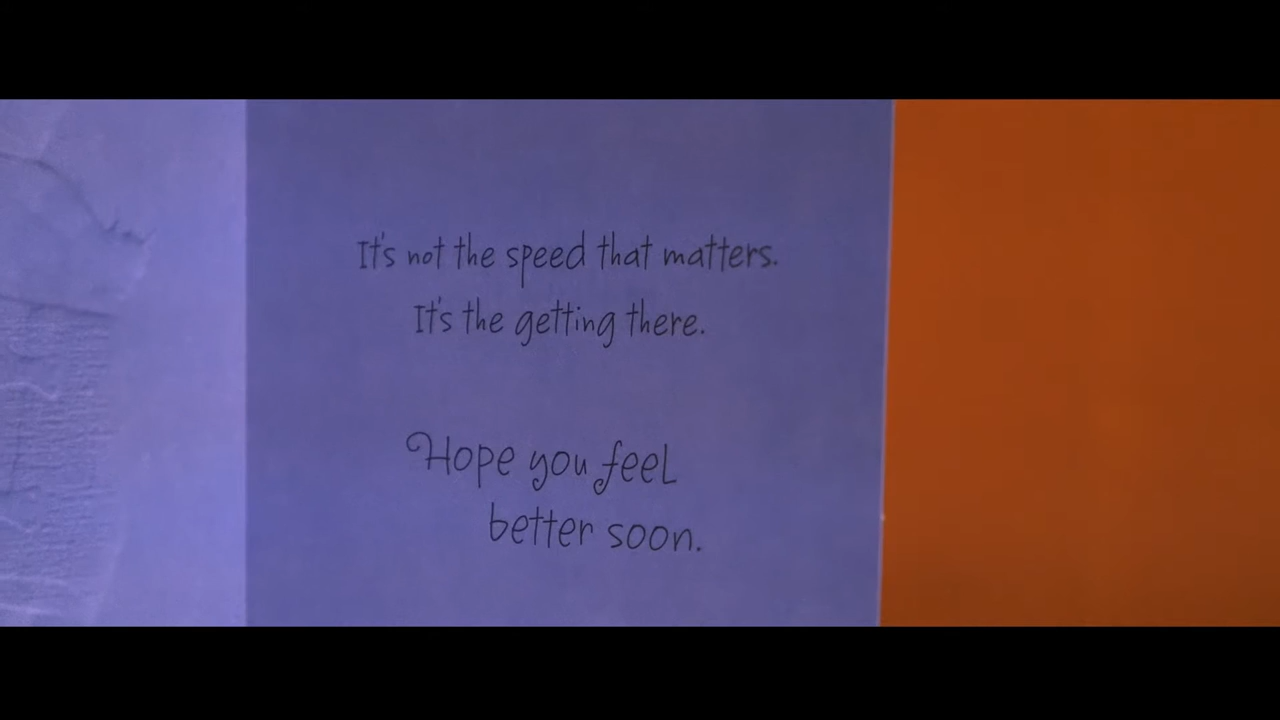 It's not the speed that matters.
It's the getting there.
Hope you feel
better soon.